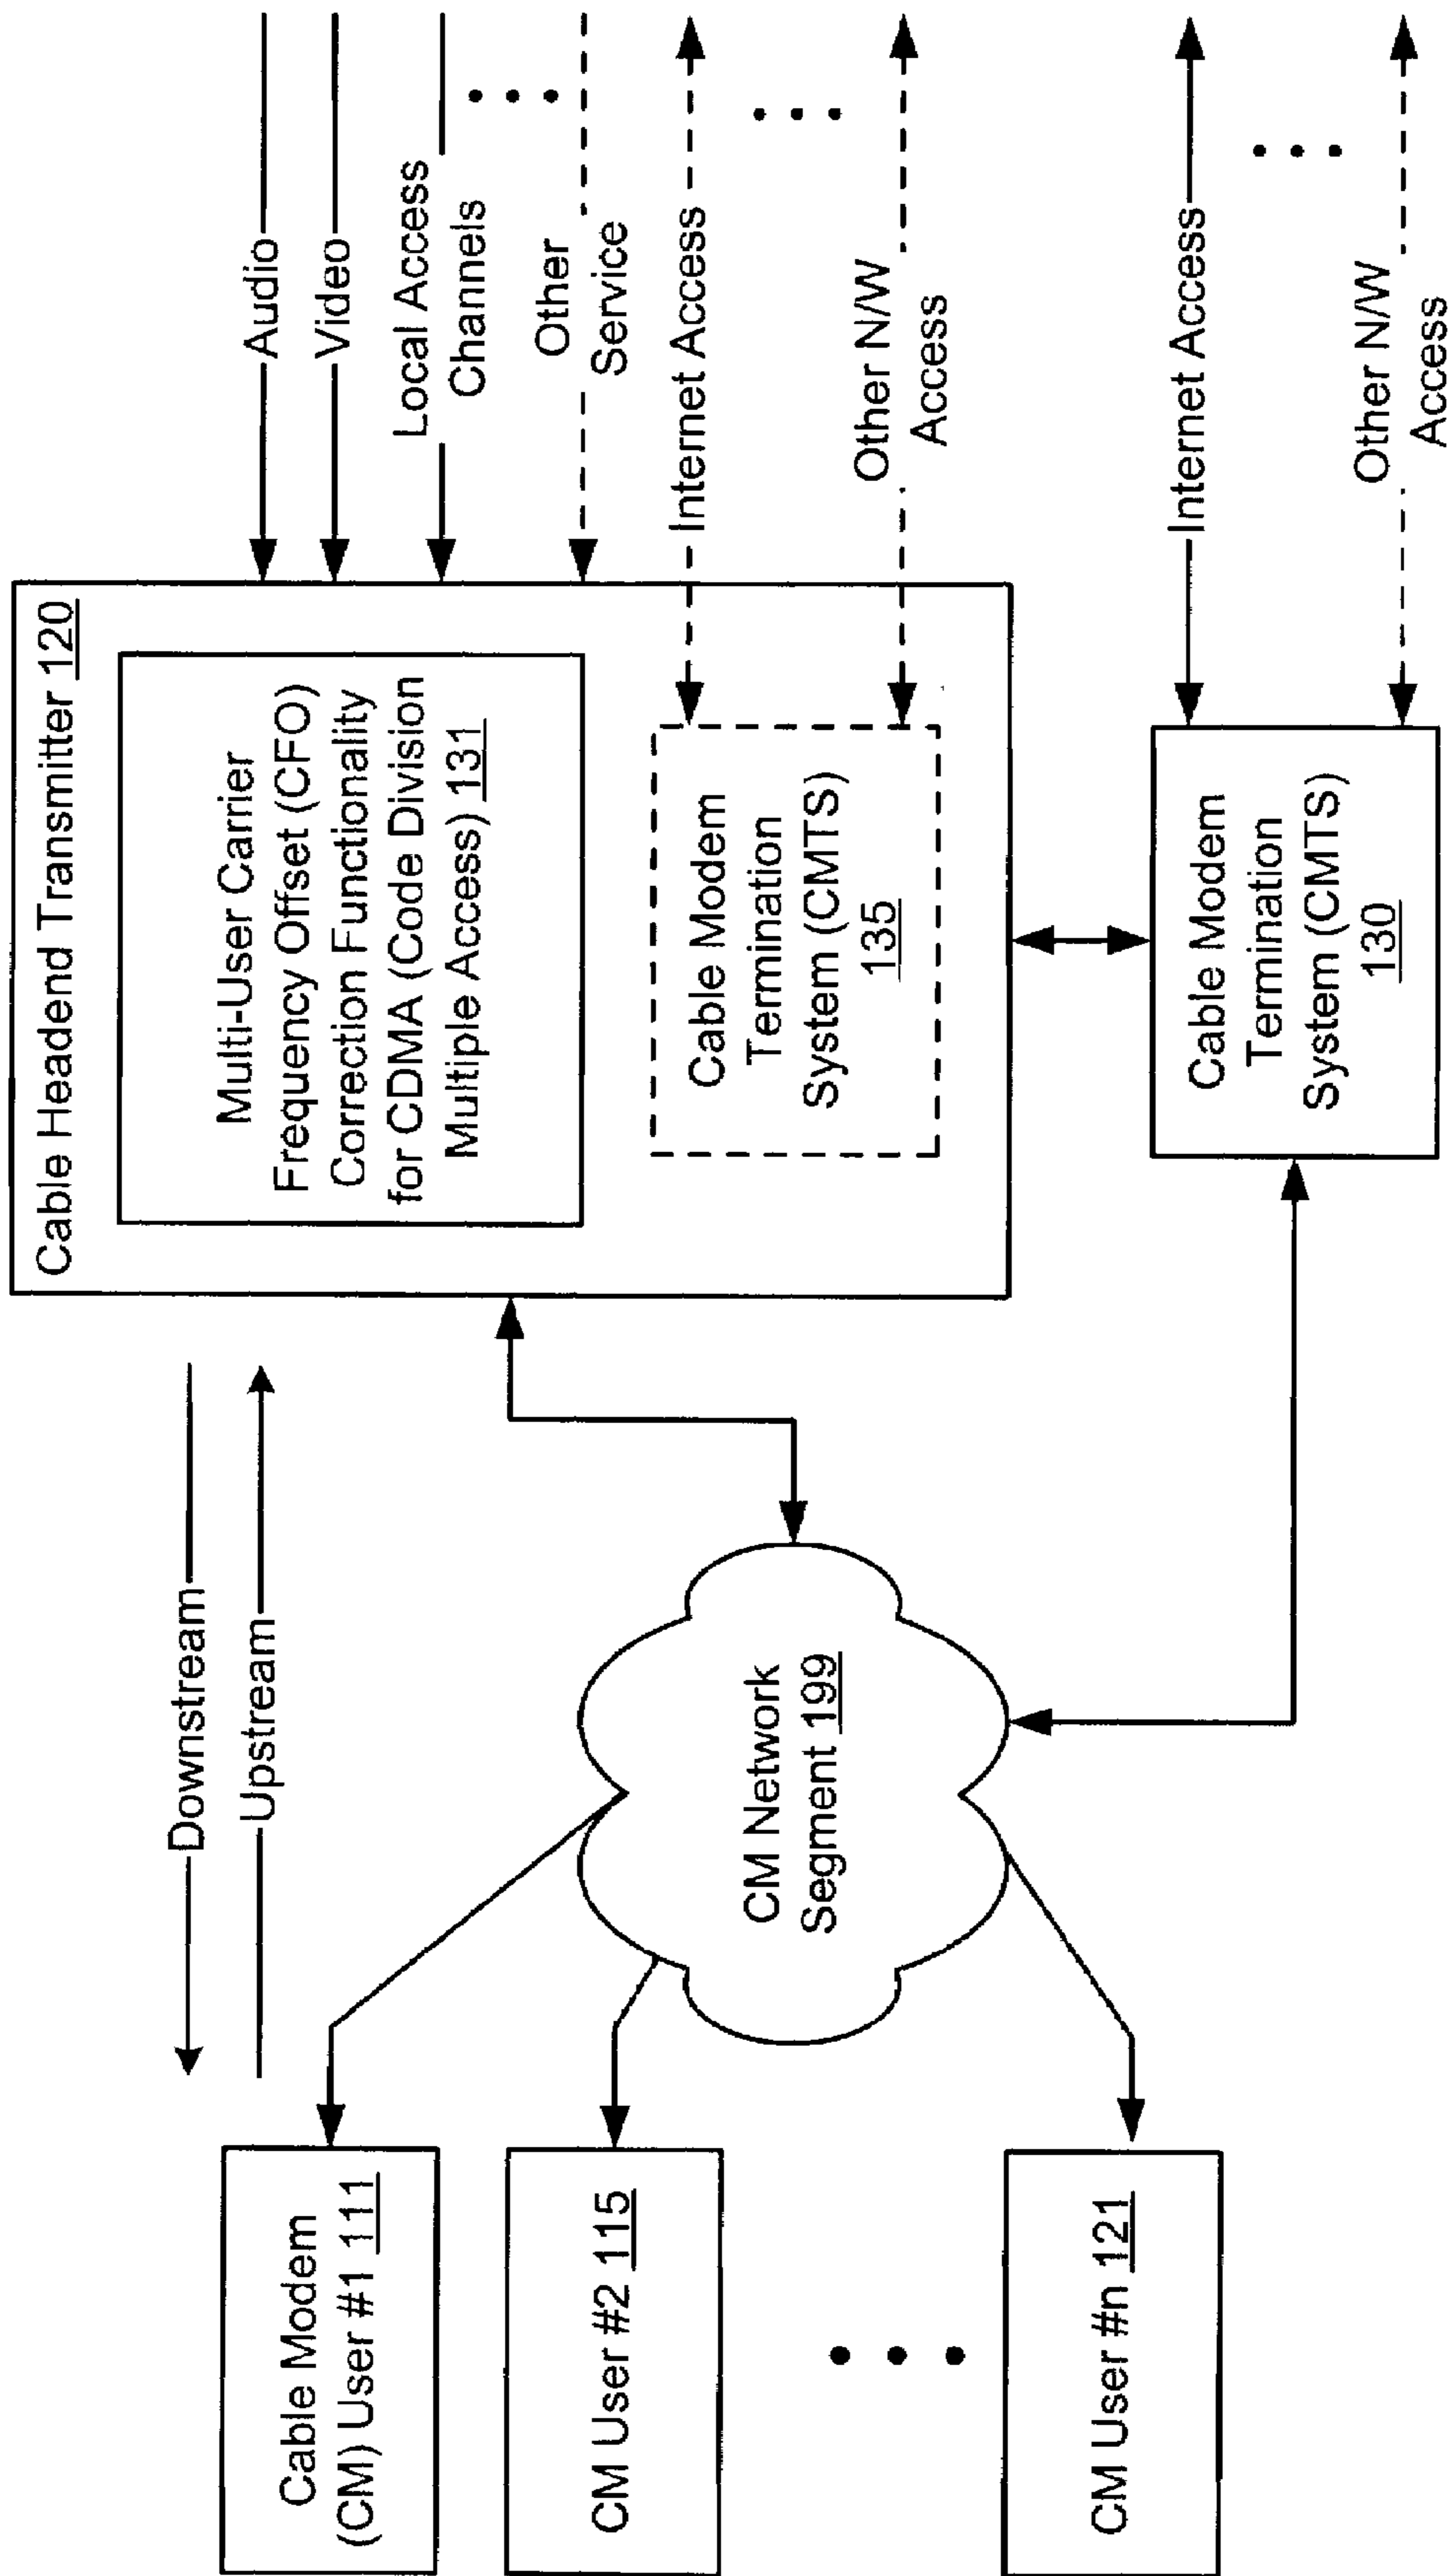 Downstream
Upstream
Cable Modem
(CM) User #1 111
CM User #2 115
CM User #n 121
CM Network
Segment 199
Cable Headend Transmitter 120
Multi-User Carrier
Frequency Offset (CFO)
Correction Functionality
for CDMA (Code Division
Multiple Access) 131
Cable Modem
Termination
System (CMTS)
135
Cable Modem
Termination
System (CMTS)
130
Audio
Video
Local Access
Channels
Other
Service
Internet Access
Other N/W
Access
Internet Access
Other N/W
Access